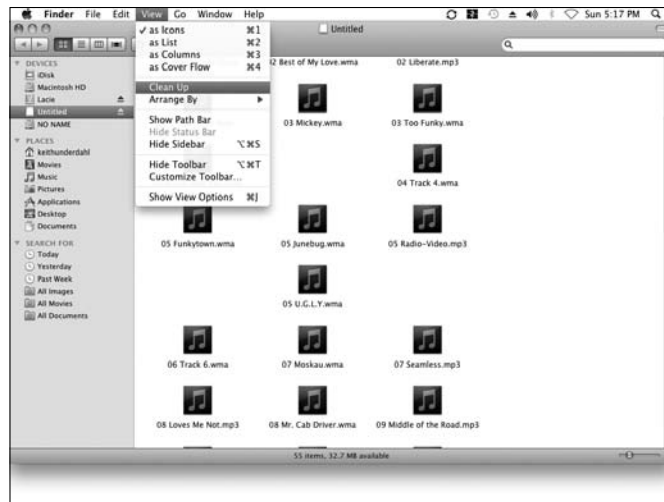 Finder File Edit View Go Window Help
Sun 5:17 PM
Untitled
✓ as Icons ⌘1
as List ⌘2
as Columns ⌘3
as Cover Flow ⌘4
Clean Up
Arrange By
Show Path Bar
Hide Status Bar
Hide Sidebar ⌥⌘S
Hide Toolbar ⌥⌘T
Customize Toolbar...
Show View Options ⌘J
DEVICES
iDisk
Macintosh HD
Lacie
Untitled
NO NAME
PLACES
keithunderdahl
Movies
Music
Pictures
Applications
Desktop
Documents
SEARCH FOR
Today
Yesterday
Past Week
All Images
All Movies
All Documents
2 Best of My Love.wma 02 Liberate.mp3
03 Mickey.wma 03 Too Funky.wma
04 Track 4.wma
05 Funkytown.wma 05 Junebug.wma 05 Radio-Video.mp3
05 U.G.L.Y.wma
06 Track 6.wma 07 Moskau.wma 07 Seamless.mp3
08 Loves Me Not.mp3 08 Mr. Cab Driver.wma 09 Middle of the Road.mp3
55 items, 32.7 MB available